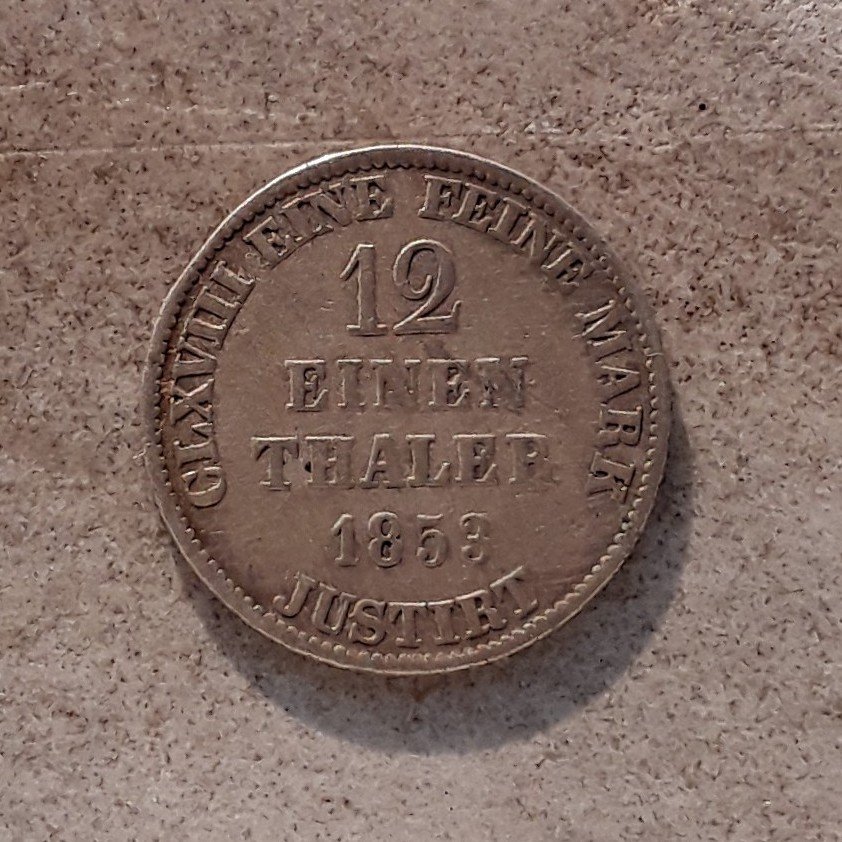 CLXVIII EINE FEINE MARK
12
EINEN
THALER
1853
JUSTIRT